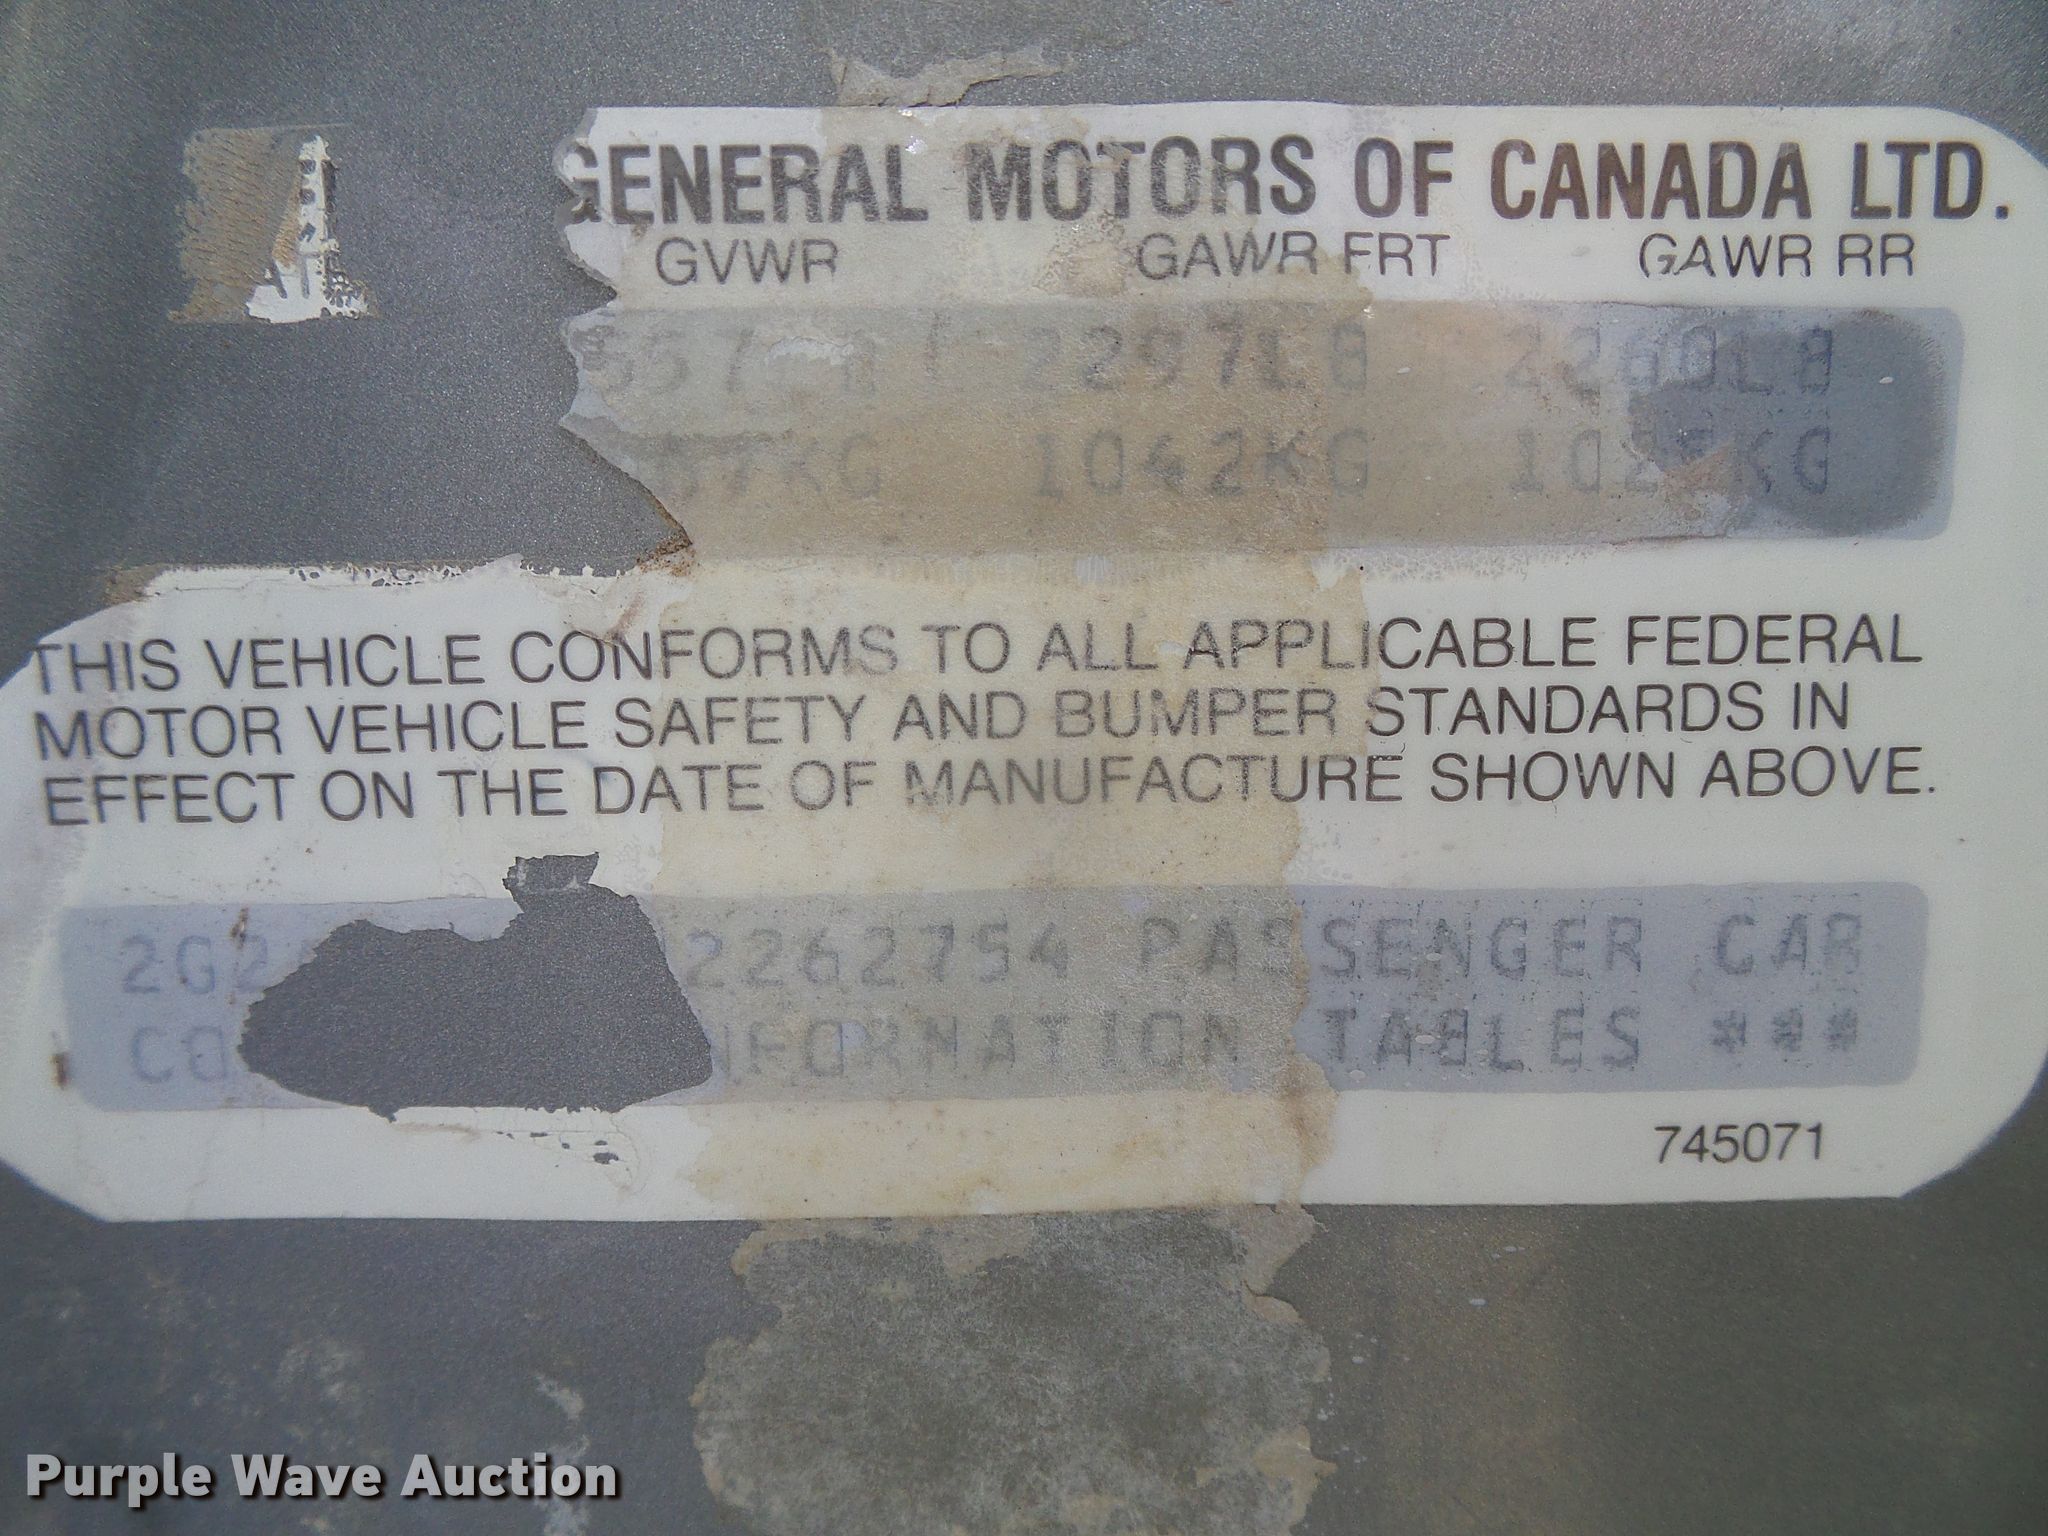 GENERAL MOTORS OF CANADA LTD.
GVWR GAWR FRT GAWR RR
2297LB 2260LB
1042KG
THIS VEHICLE CONFORMS TO ALL APPLICABLE FEDERAL
MOTOR VEHICLE SAFETY AND BUMPER STANDARDS IN
EFFECT ON THE DATE OF MANUFACTURE SHOWN ABOVE.
2262754 PASSENGER CAR
TABLES ***
745071
Purple Wave Auction